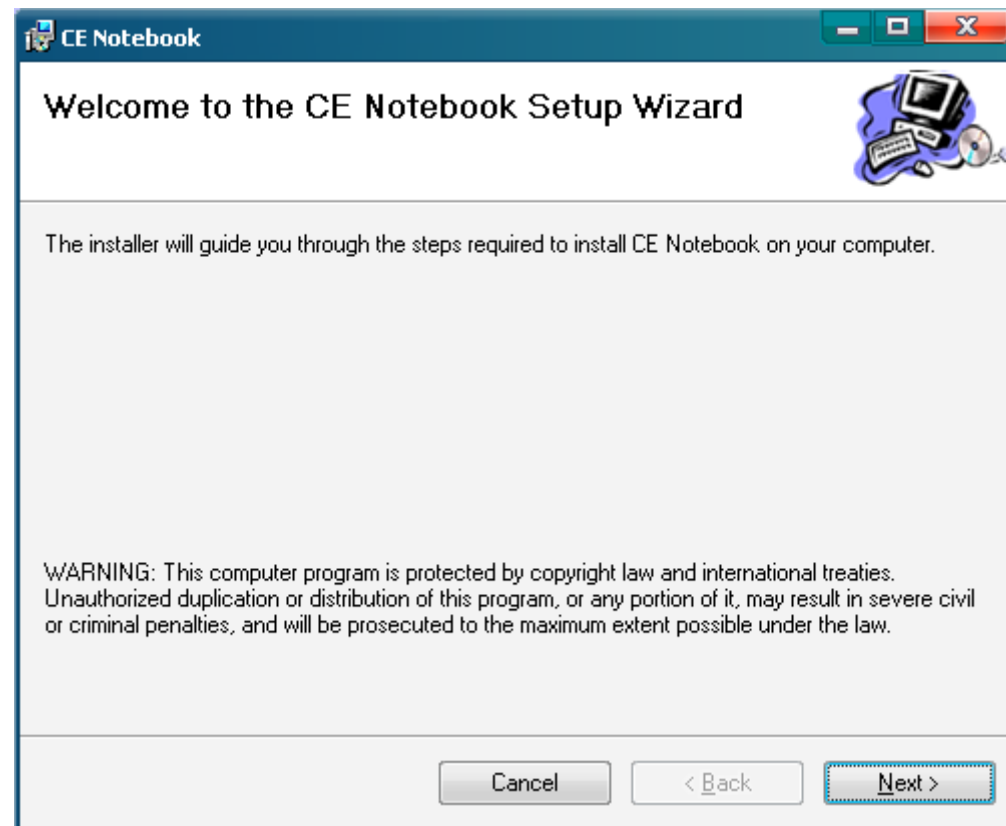 CE Notebook
Welcome to the CE Notebook Setup Wizard
The installer will guide you through the steps required to install CE Notebook on your computer.
WARNING: This computer program is protected by copyright law and international treaties.
Unauthorized duplication or distribution of this program, or any portion of it, may result in severe civil
or criminal penalties, and will be prosecuted to the maximum extent possible under the law.
Cancel < Back Next >